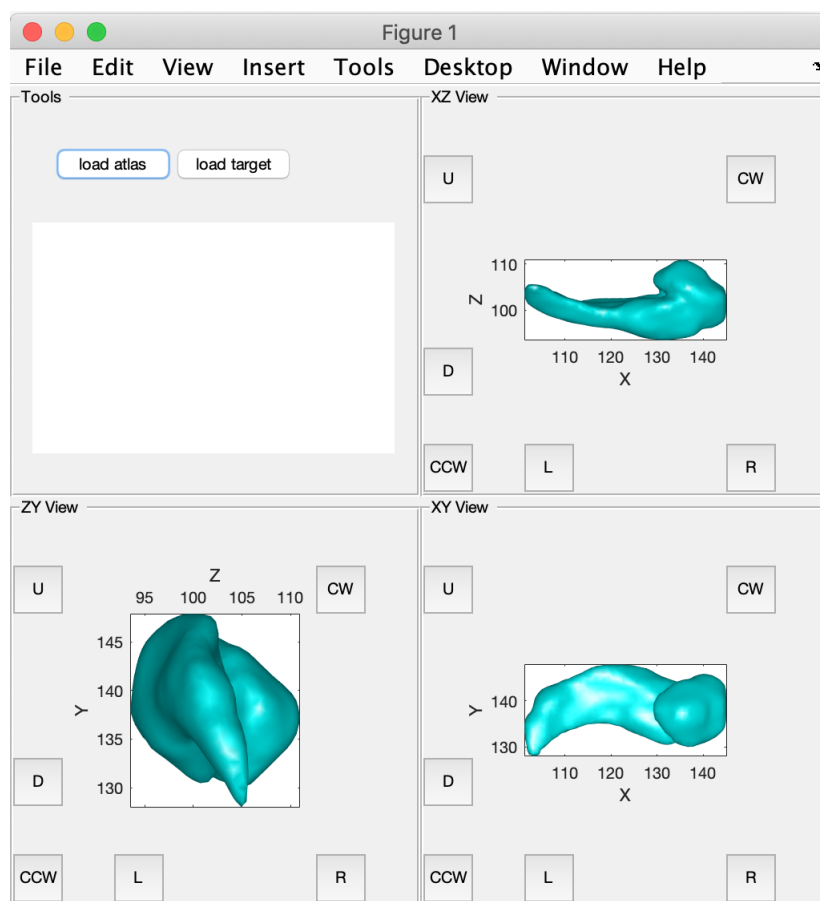 Figure 1
File Edit View Insert Tools Desktop Window Help
Tools
load atlas load target
XZ View
U
CW
110
100
Z
110 120 130 140
X
D
CCW
L
R
ZY View
U
CW
Z
95 100 105 110
145
140
135
130
Y
D
CCW
L
R
XY View
U
CW
140
130
Y
110 120 130 140
X
D
CCW
L
R